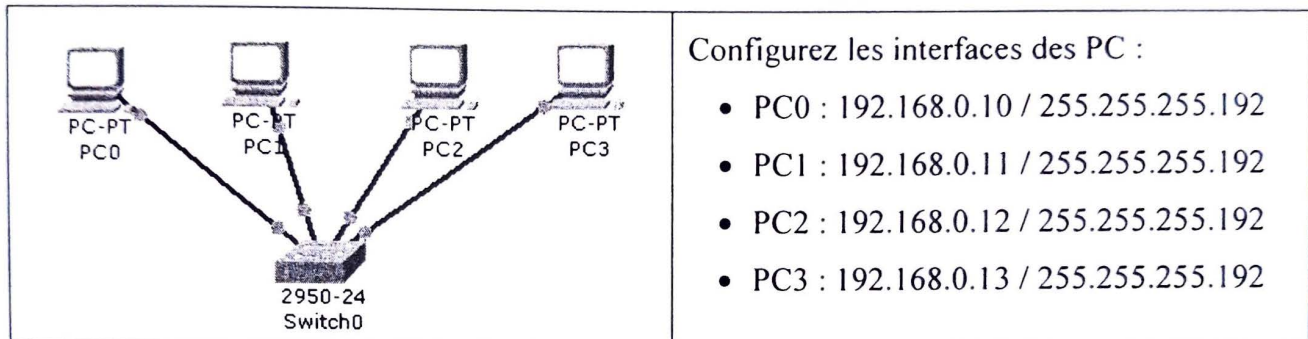 PC-PT
PC0
PC-PT
PC1
PC-PT
PC2
PC-PT
PC3
2950-24
Switch0
Configurez les interfaces des PC :
• PC0 : 192.168.0.10 / 255.255.255.192
• PC1 : 192.168.0.11 / 255.255.255.192
• PC2 : 192.168.0.12 / 255.255.255.192
• PC3 : 192.168.0.13 / 255.255.255.192